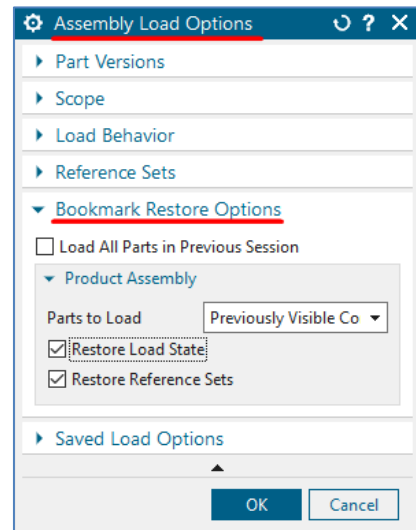 Assembly Load Options ?
Part Versions
Scope
Load Behavior
Reference Sets
Bookmark Restore Options
Load All Parts in Previous Session
Product Assembly
Parts to Load Previously Visible Co
Restore Load State
Restore Reference Sets
Saved Load Options
OK Cancel